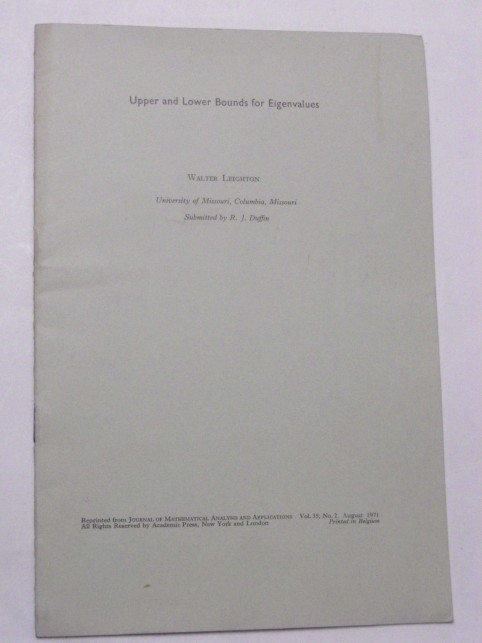 Upper and Lower Bounds for Eigenvalues
WALTER LEIGHTON
University of Missouri, Columbia, Missouri
Submitted by R. J. Duffin
Reprinted from JOURNAL OF MATHEMATICAL ANALYSIS AND APPLICATIONS Vol. 35, No. 2, August 1971
All Rights Reserved by Academic Press, New York and London Printed in Belgium